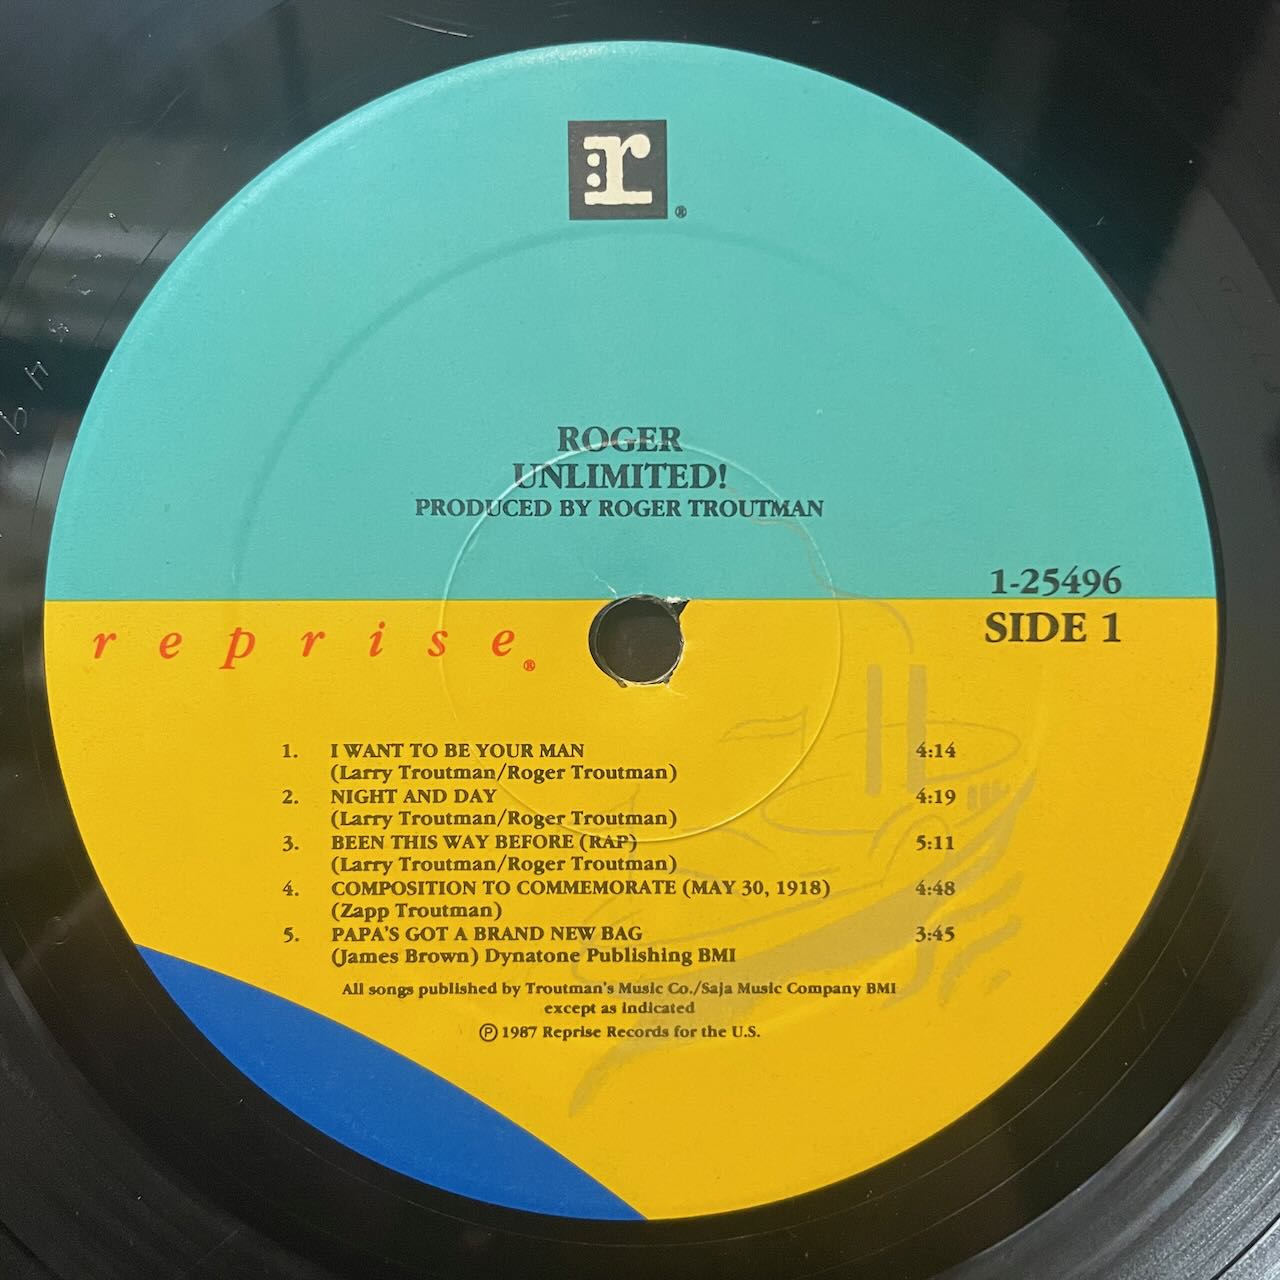 :r®
ROGER
UNLIMITED!
PRODUCED BY ROGER TROUTMAN
1-25496
reprise® SIDE 1
1. I WANT TO BE YOUR MAN 4:14
(Larry Troutman/Roger Troutman)
2. NIGHT AND DAY 4:19
(Larry Troutman/Roger Troutman)
3. BEEN THIS WAY BEFORE (RAP) 5:11
(Larry Troutman/Roger Troutman)
4. COMPOSITION TO COMMEMORATE (MAY 30, 1918) 4:48
(Zapp Troutman)
5. PAPA'S GOT A BRAND NEW BAG 3:45
(James Brown) Dynatone Publishing BMI
All songs published by Troutman's Music Co./Saja Music Company BMI
except as indicated
℗ 1987 Reprise Records for the U.S.